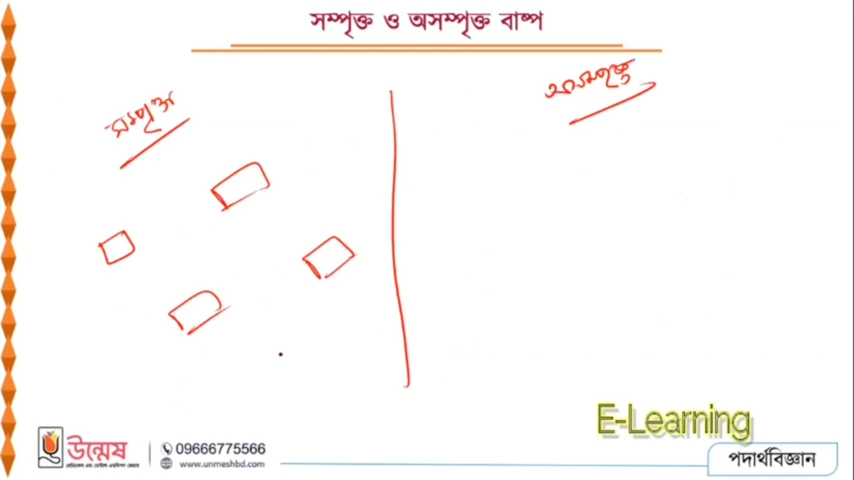 সম্পৃক্ত ও অসম্পৃক্ত বাষ্প
সম্পৃক্ত
অসম্পৃক্ত
E-Learning
উন্মেষ
09666775566
www.unmeshbd.com
পদার্থবিজ্ঞান